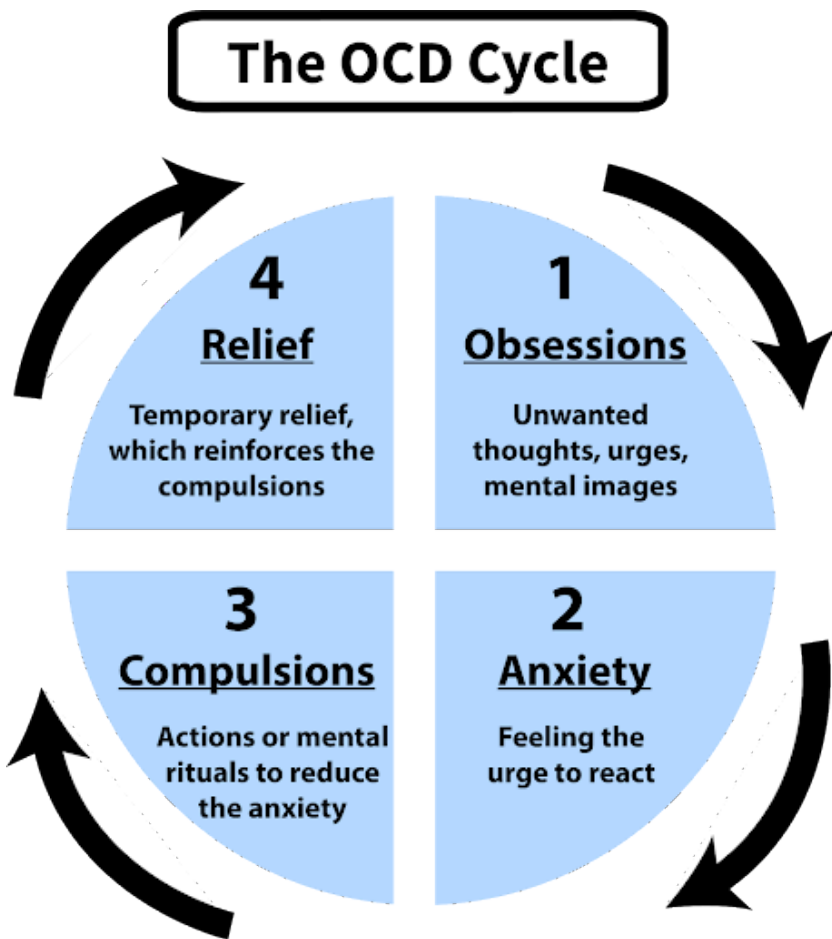 The OCD Cycle
1
Obsessions
Unwanted
thoughts, urges,
mental images
2
Anxiety
Feeling the
urge to react
3
Compulsions
Actions or mental
rituals to reduce
the anxiety
4
Relief
Temporary relief,
which reinforces the
compulsions